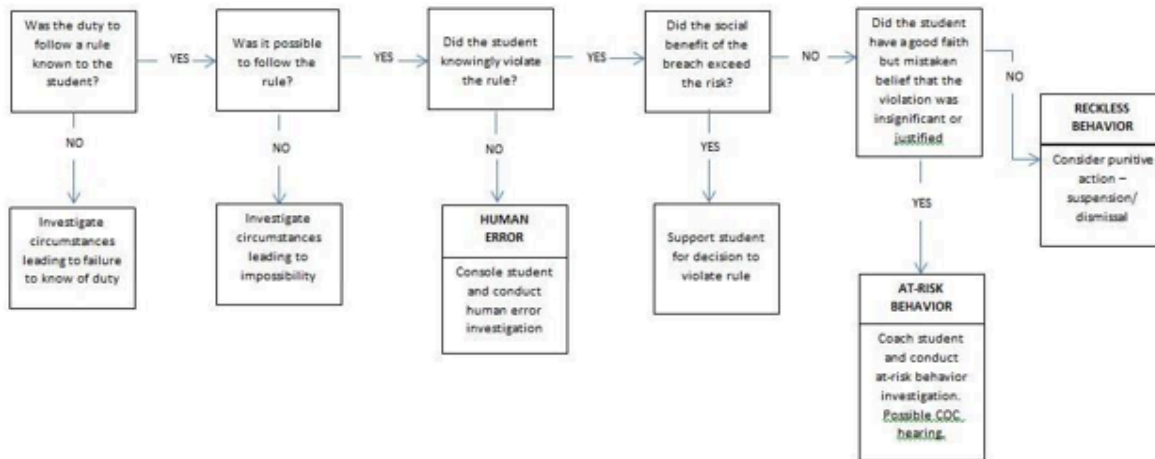 Was the duty to
follow a rule
known to the
student?
YES
Was it possible to
follow the
rule?
YES
Did the student
knowingly violate
the rule?
YES
Did the social
benefit of the
breach exceed
the risk?
NO
Did the student
have a good faith
but mistaken
belief that the
violation was
insignificant or
justified
NO
RECKLESS
BEHAVIOR
Consider punitive
action –
suspension/
dismissal
NO
Investigate
circumstances
leading to failure
to know of duty
NO
Investigate
circumstances
leading to
impossibility
NO
HUMAN
ERROR
Console student
and conduct
human error
investigation
YES
Support student
for decision to
violate rule
YES
AT-RISK
BEHAVIOR
Coach student
and conduct
at-risk behavior
investigation.
Possible COC
hearing.